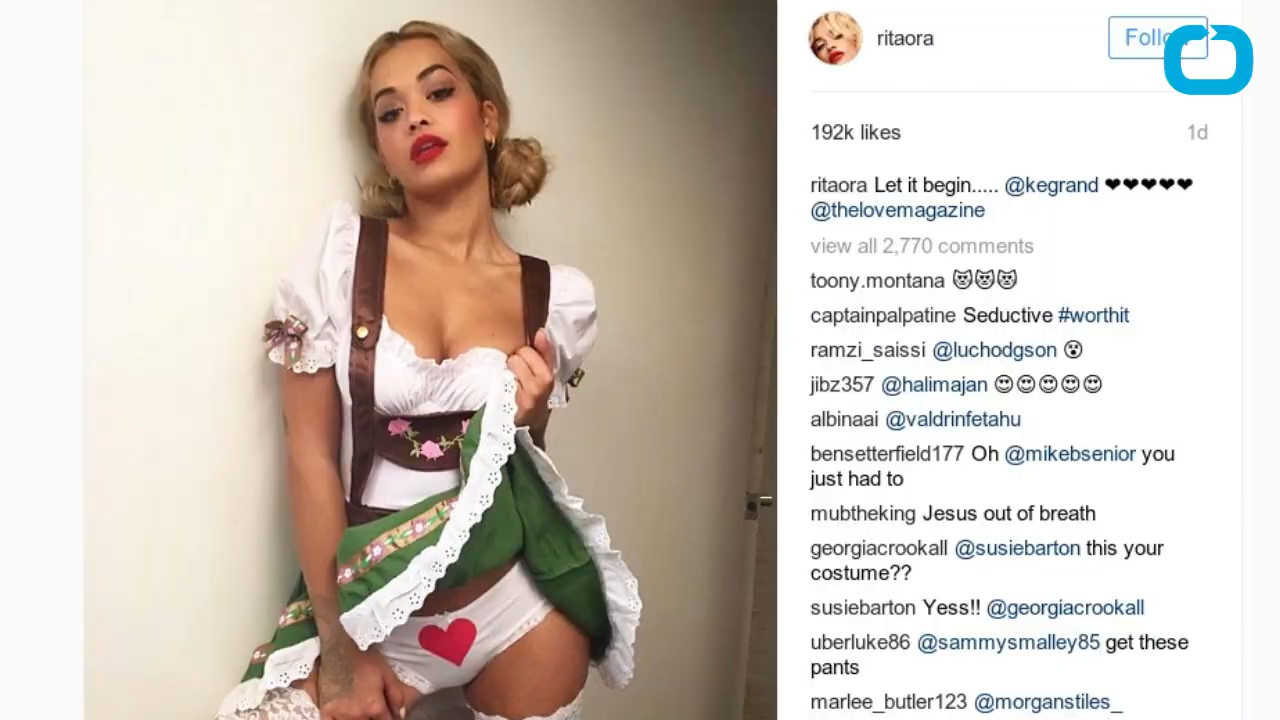 ritaora
Follo
192k likes
1d
ritaora Let it begin..... @kegrand ❤❤❤❤❤
@thelovemagazine
view all 2,770 comments
toony.montana 😻😻😻
captainpalpatine Seductive #worthit
ramzi_saissi @luchodgson 😮
jibz357 @halimajan 😍😍😍😍😍
albinaai @valdrinfetahu
bensetterfield177 Oh @mikebsenior you
just had to
mubtheking Jesus out of breath
georgiacrookall @susiebarton this your
costume??
susiebarton Yess!! @georgiacrookall
uberluke86 @sammysmalley85 get these
pants
marlee_butler123 @morganstiles_